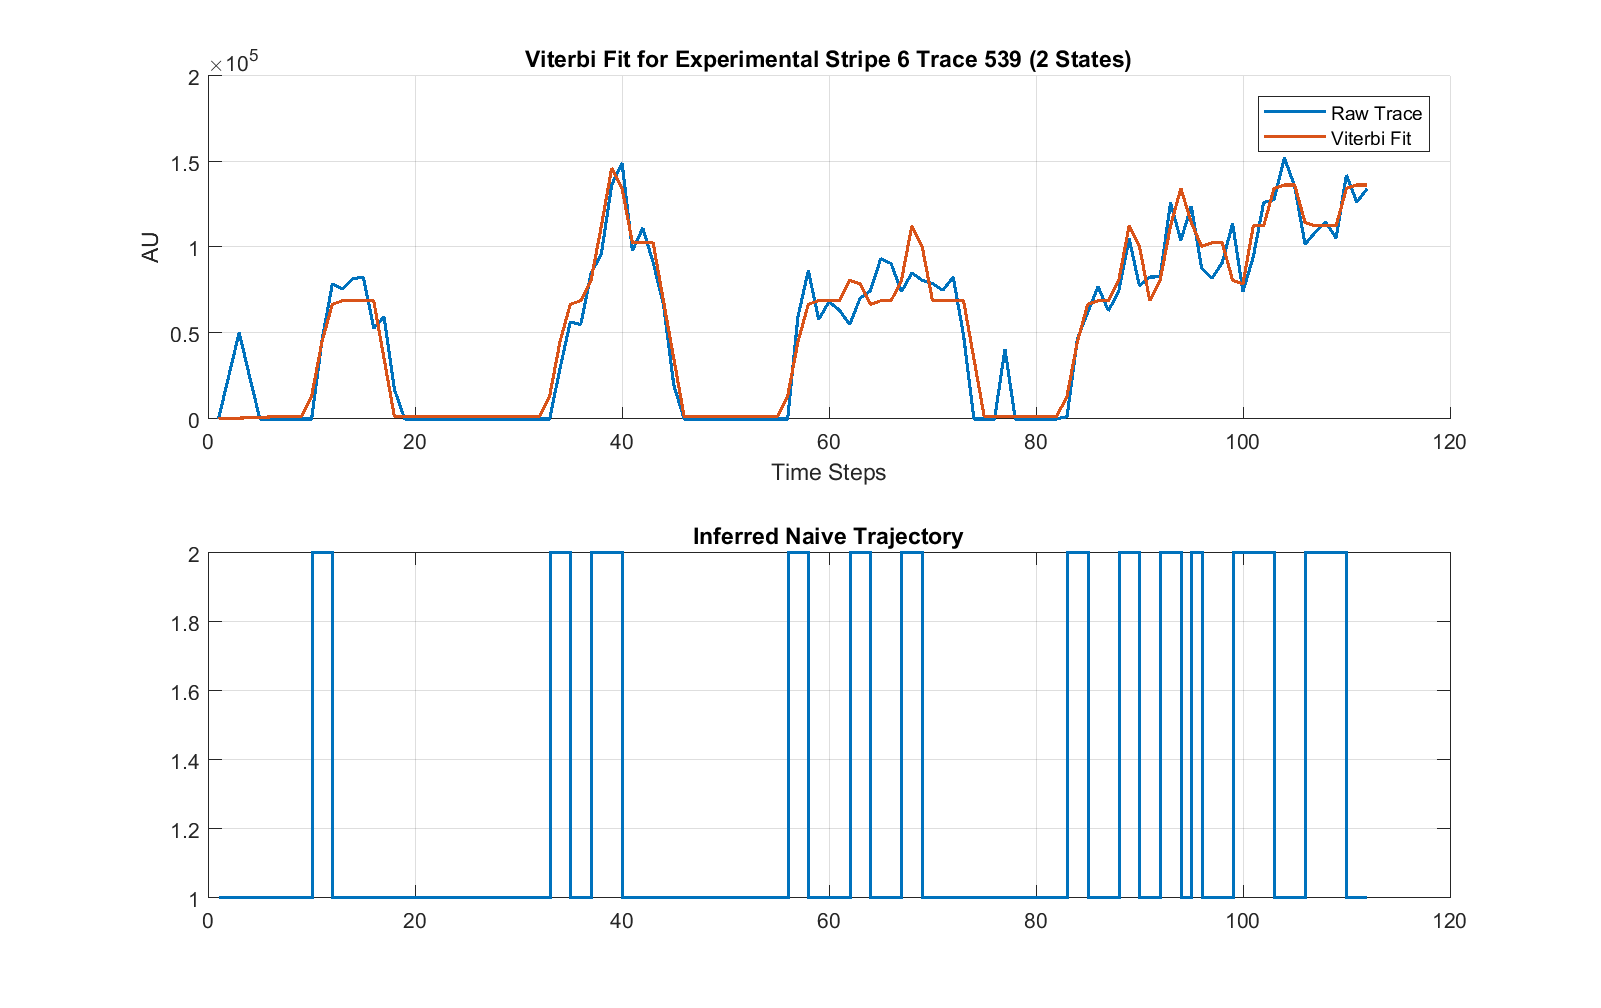 Viterbi Fit for Experimental Stripe 6 Trace 539 (2 States)
×10⁵
2
1.5
1
0.5
0
AU
Raw Trace
Viterbi Fit
0 20 40 60 80 100 120
Time Steps
Inferred Naive Trajectory
2
1.8
1.6
1.4
1.2
1
0 20 40 60 80 100 120